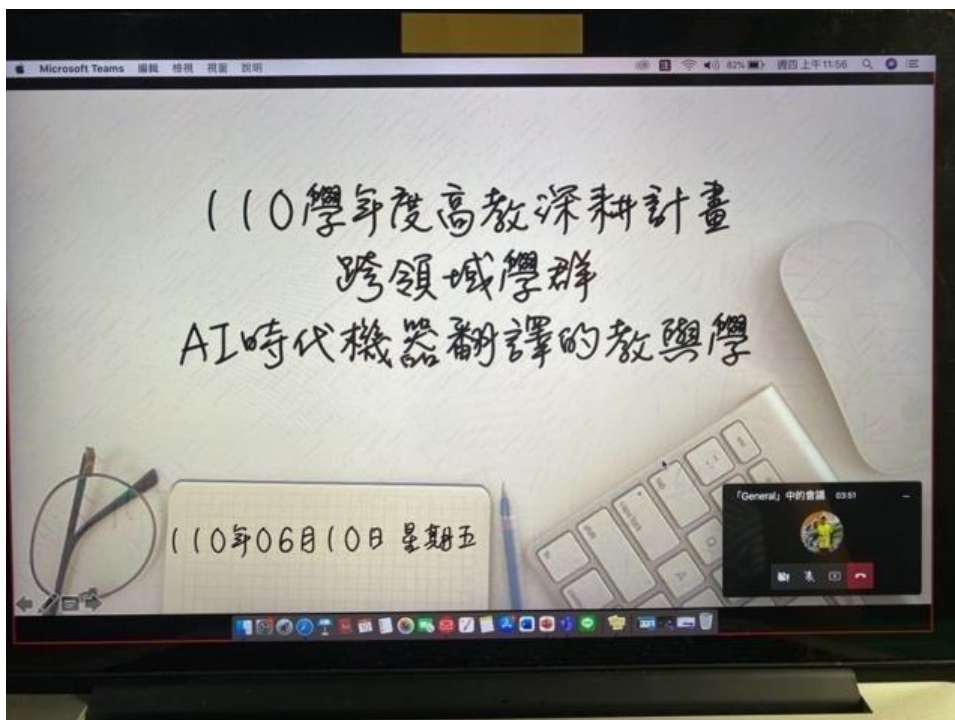 Microsoft Teams 編輯 檢視 視窗 說明
82% 週四上午11:56
110學年度高教深耕計畫
跨領域學群
AI時代機器翻譯的教與學
110年06月10日 星期五
「General」中的會議 03:51